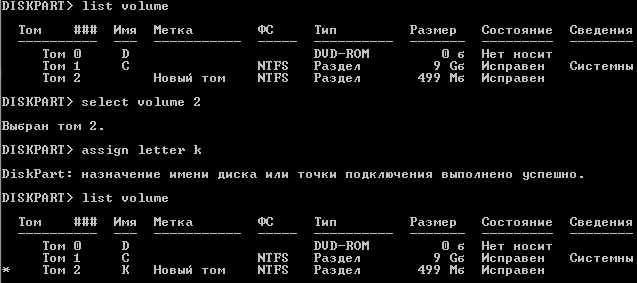 DISKPART> list volume
Том ### Имя Метка ФС Тип Размер Состояние Сведения
Том 0 D DVD-ROM 0 б Нет носит
Том 1 C NTFS Раздел 9 Gб Исправен Системны
Том 2 Новый том NTFS Раздел 499 Мб Исправен
DISKPART> select volume 2
Выбран том 2.
DISKPART> assign letter k
DiskPart: назначение имени диска или точки подключения выполнено успешно.
DISKPART> list volume
Том ### Имя Метка ФС Тип Размер Состояние Сведения
Том 0 D DVD-ROM 0 б Нет носит
Том 1 C NTFS Раздел 9 Gб Исправен Системны
* Том 2 K Новый том NTFS Раздел 499 Мб Исправен